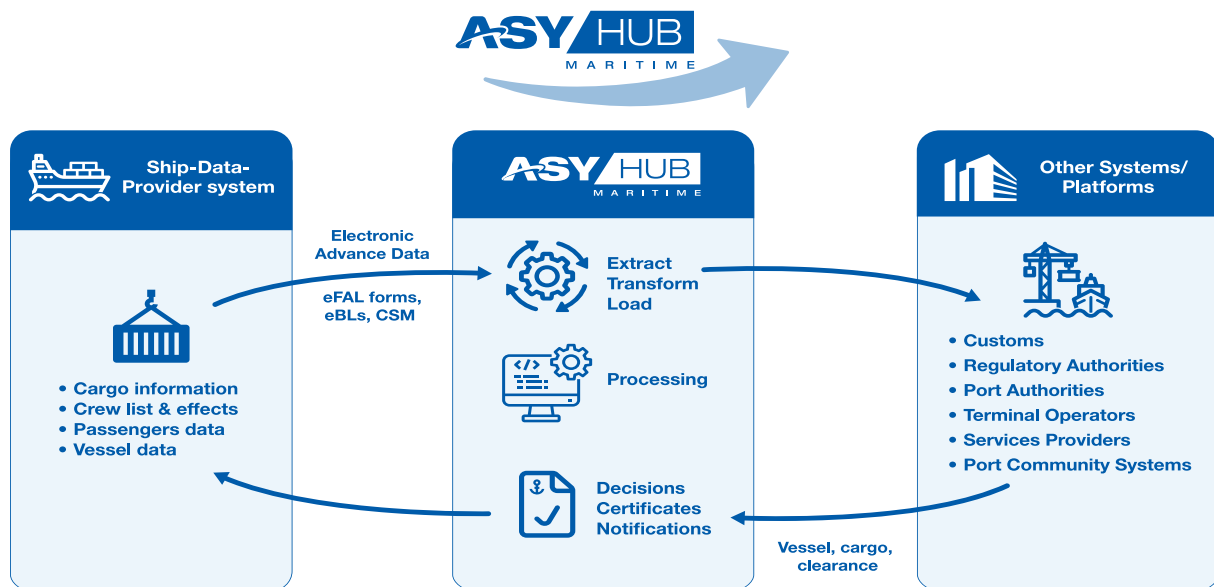 ASY HUB
MARITIME
Ship-Data-
Provider system
• Cargo information
• Crew list & effects
• Passengers data
• Vessel data
Electronic
Advance Data
eFAL forms,
eBLs, CSM
ASY HUB
MARITIME
Extract
Transform
Load
</>
Processing
Decisions
Certificates
Notifications
Vessel, cargo,
clearance
Other Systems/
Platforms
• Customs
• Regulatory Authorities
• Port Authorities
• Terminal Operators
• Services Providers
• Port Community Systems